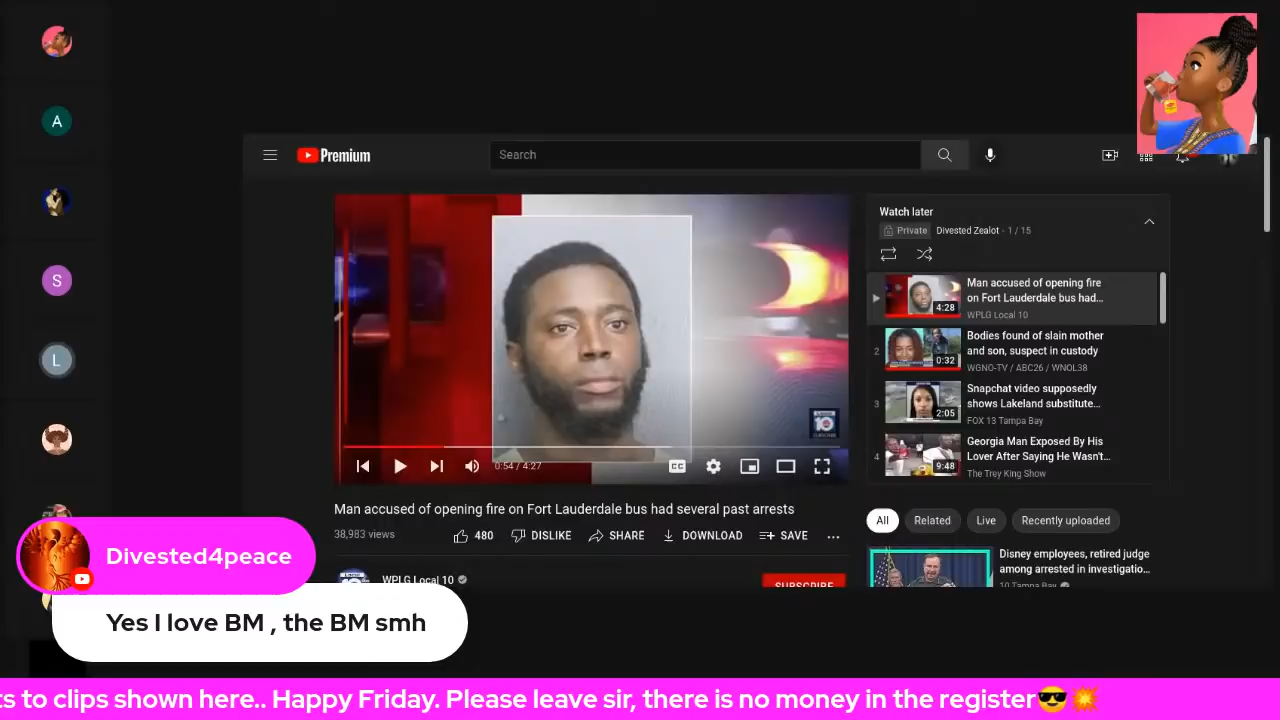 A
S
L
Premium
Search
Watch later
Private Divested Zealot - 1 / 15
4:28
Man accused of opening fire
on Fort Lauderdale bus had...
WPLG Local 10
2
0:32
Bodies found of slain mother
and son, suspect in custody
WGNO-TV / ABC26 / WNOL38
3
2:05
Snapchat video supposedly
shows Lakeland substitute...
FOX 13 Tampa Bay
4
9:48
Georgia Man Exposed By His
Lover After Saying He Wasn't...
The Trey King Show
10
SUBSCRIBE
0:54 / 4:27
CC
Man accused of opening fire on Fort Lauderdale bus had several past arrests
38,983 views
480 DISLIKE SHARE DOWNLOAD SAVE
WPLG Local 10
SUBSCRIBE
All Related Live Recently uploaded
Disney employees, retired judge
among arrested in investigatio...
10 Tampa Bay
Divested4peace
Yes I love BM , the BM smh
ts to clips shown here.. Happy Friday. Please leave sir, there is no money in the register😎💥